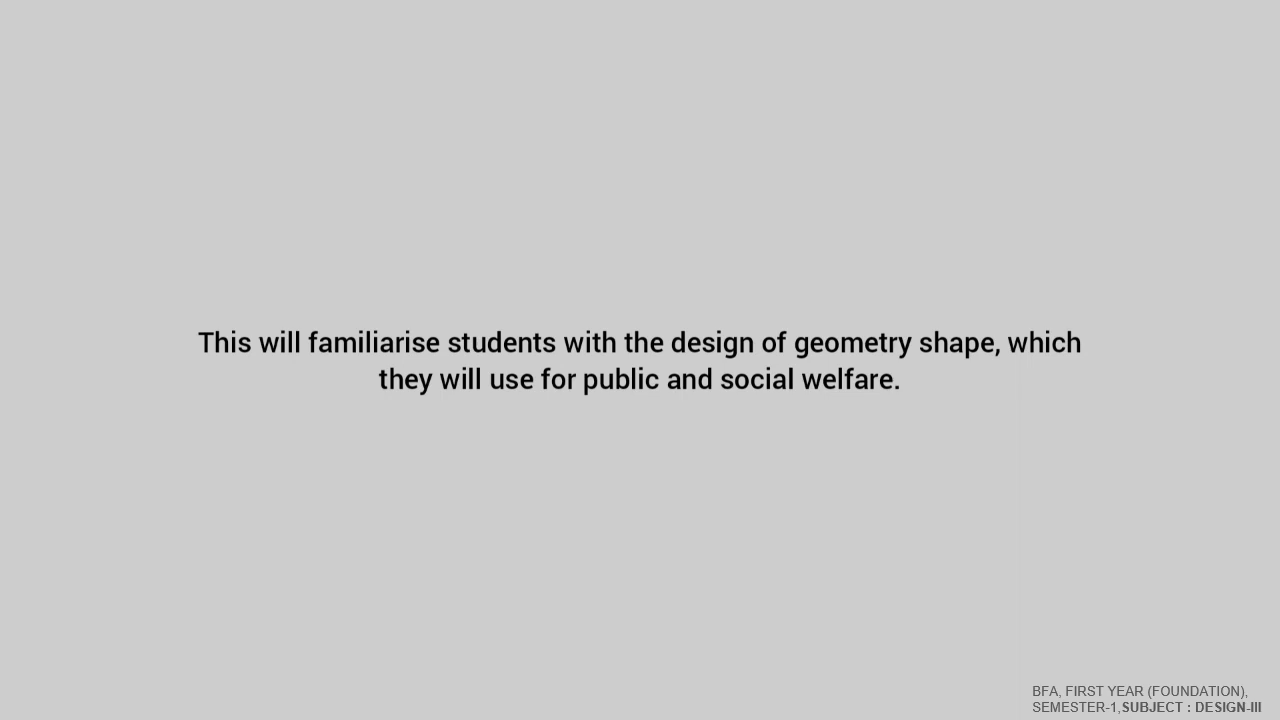 This will familiarise students with the design of geometry shape, which
they will use for public and social welfare.
BFA, FIRST YEAR (FOUNDATION),
SEMESTER-1,SUBJECT : DESIGN-III